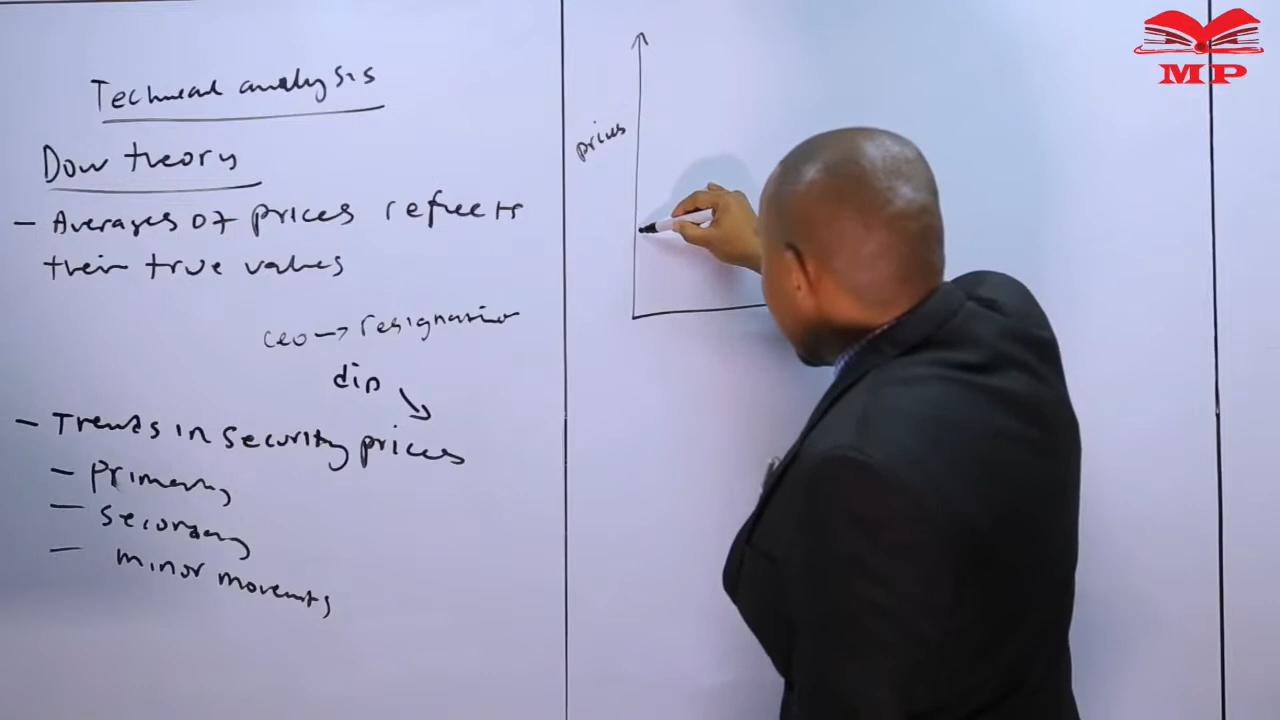 Technical analysis
Dow theory
- Averages of prices reflects
their true values
CEO → resignation
dip
- Trends in security prices
- Primary
- Secondary
- minor movements
prices
MP